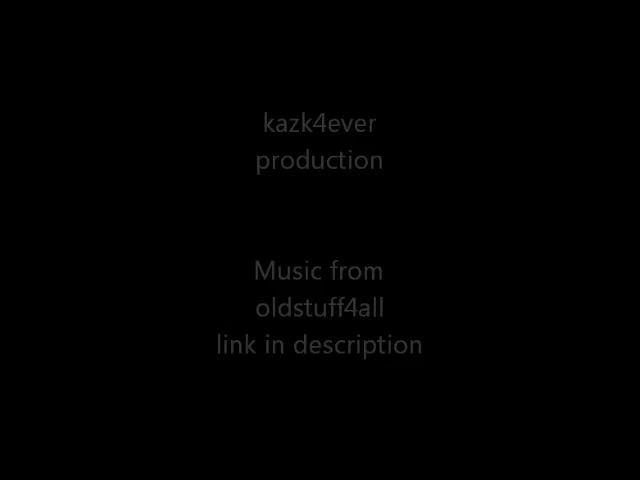 kazk4ever
production
Music from
oldstuff4all
link in description